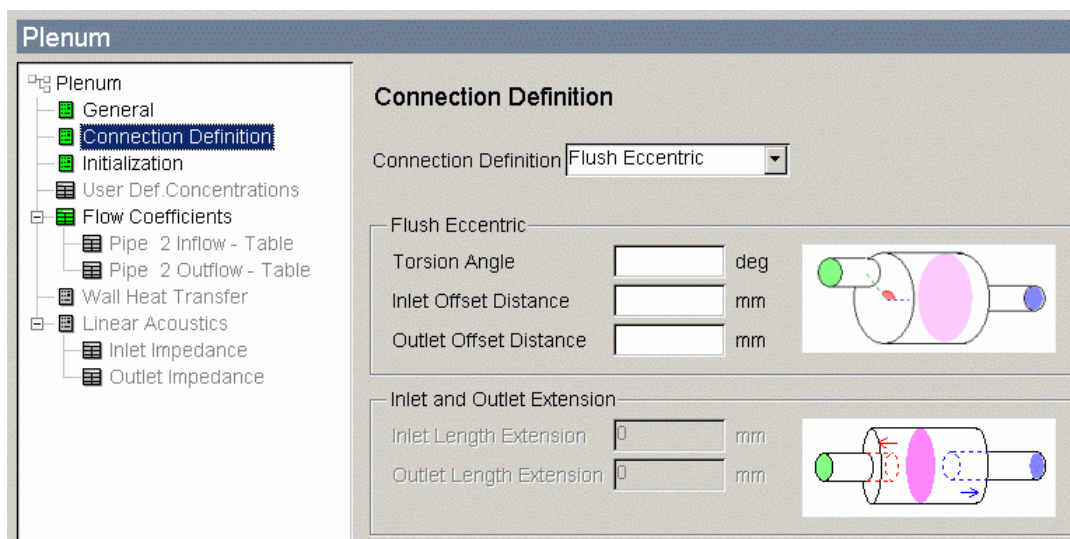 Plenum
Plenum
General
Connection Definition
Initialization
User Def.Concentrations
Flow Coefficients
Pipe 2 Inflow - Table
Pipe 2 Outflow - Table
Wall Heat Transfer
Linear Acoustics
Inlet Impedance
Outlet Impedance
Connection Definition
Connection Definition Flush Eccentric
Flush Eccentric
Torsion Angle deg
Inlet Offset Distance mm
Outlet Offset Distance mm
Inlet and Outlet Extension
Inlet Length Extension 0 mm
Outlet Length Extension 0 mm